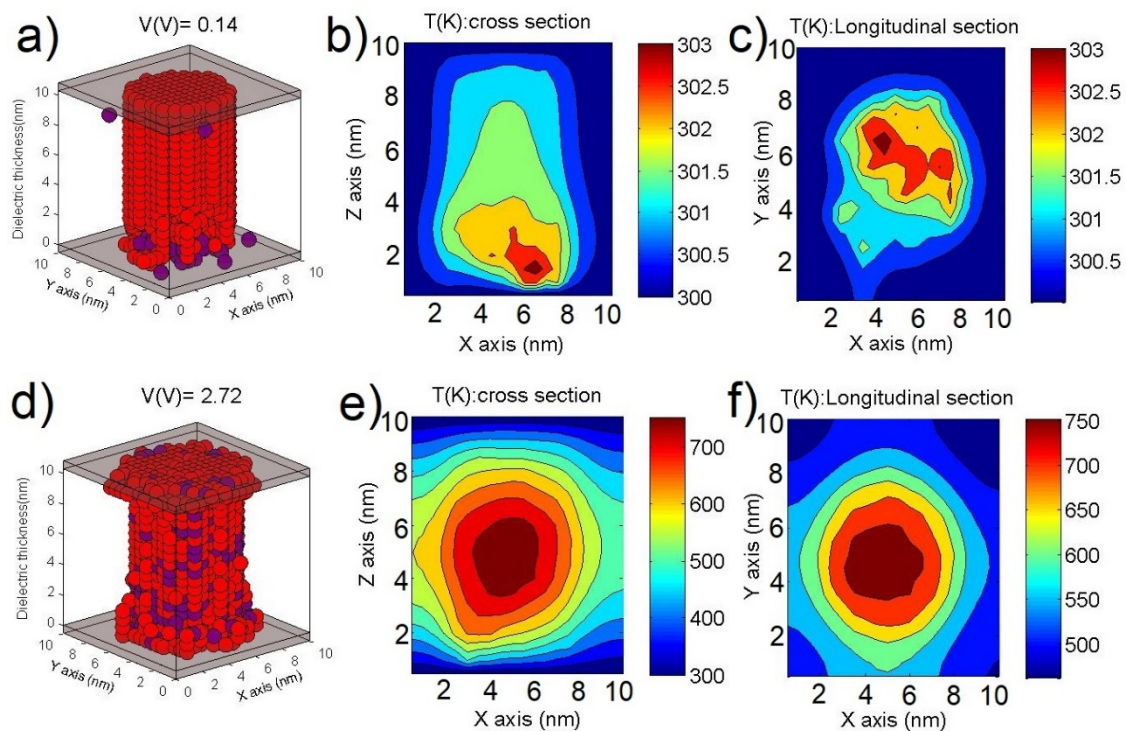 a)
V(V)= 0.14
Dielectric thickness(nm)
10
8
6
4
2
0
10
8
6
4
2
0
Y axis (nm)
0
2
4
6
8
10
X axis (nm)
b)
T(K):cross section
Z axis (nm)
10
8
6
4
2
2 4 6 8 10
X axis (nm)
303
302.5
302
301.5
301
300.5
300
c)
T(K):Longitudinal section
Y axis (nm)
10
8
6
4
2
2 4 6 8 10
X axis (nm)
303
302.5
302
301.5
301
300.5
d)
V(V)= 2.72
Dielectric thickness(nm)
10
8
6
4
2
0
10
8
6
4
2
0
Y axis (nm)
0
2
4
6
8
10
X axis (nm)
e)
T(K):cross section
Z axis (nm)
10
8
6
4
2
2 4 6 8 10
X axis (nm)
700
600
500
400
300
f)
T(K):Longitudinal section
Y axis (nm)
10
8
6
4
2
2 4 6 8 10
X axis (nm)
750
700
650
600
550
500